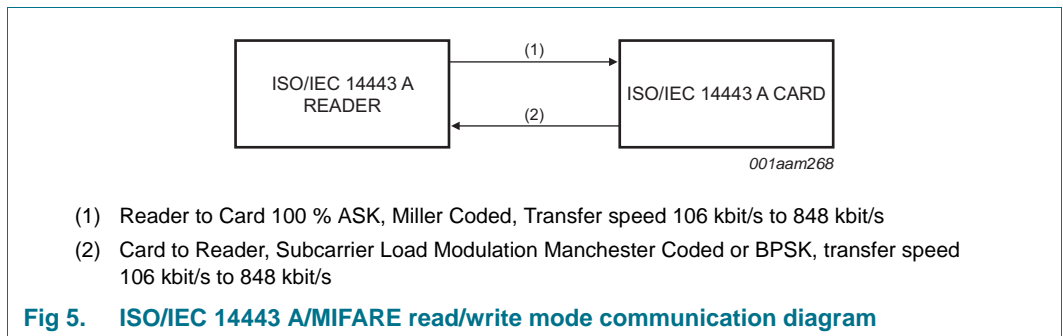 (1)
ISO/IEC 14443 A
READER
ISO/IEC 14443 A CARD
(2)
001aam268
(1) Reader to Card 100 % ASK, Miller Coded, Transfer speed 106 kbit/s to 848 kbit/s
(2) Card to Reader, Subcarrier Load Modulation Manchester Coded or BPSK, transfer speed
106 kbit/s to 848 kbit/s
Fig 5. ISO/IEC 14443 A/MIFARE read/write mode communication diagram